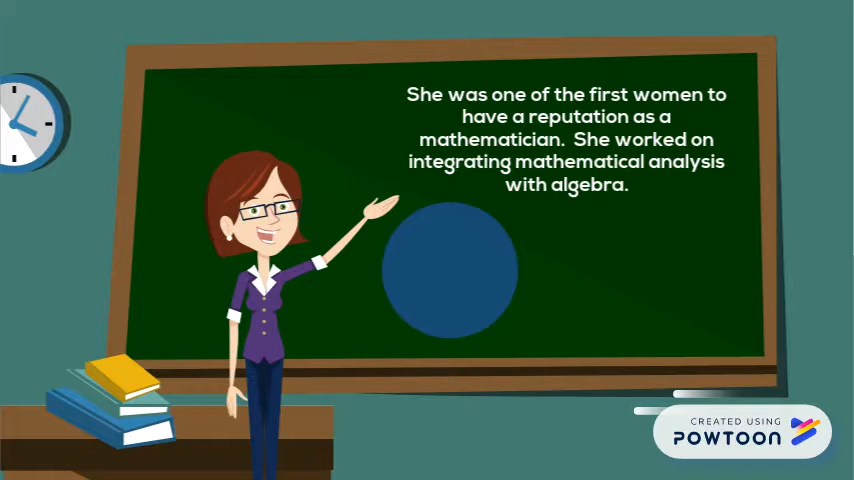 She was one of the first women to
have a reputation as a
mathematician.  She worked on
integrating mathematical analysis
with algebra.
CREATED USING
POWTOON